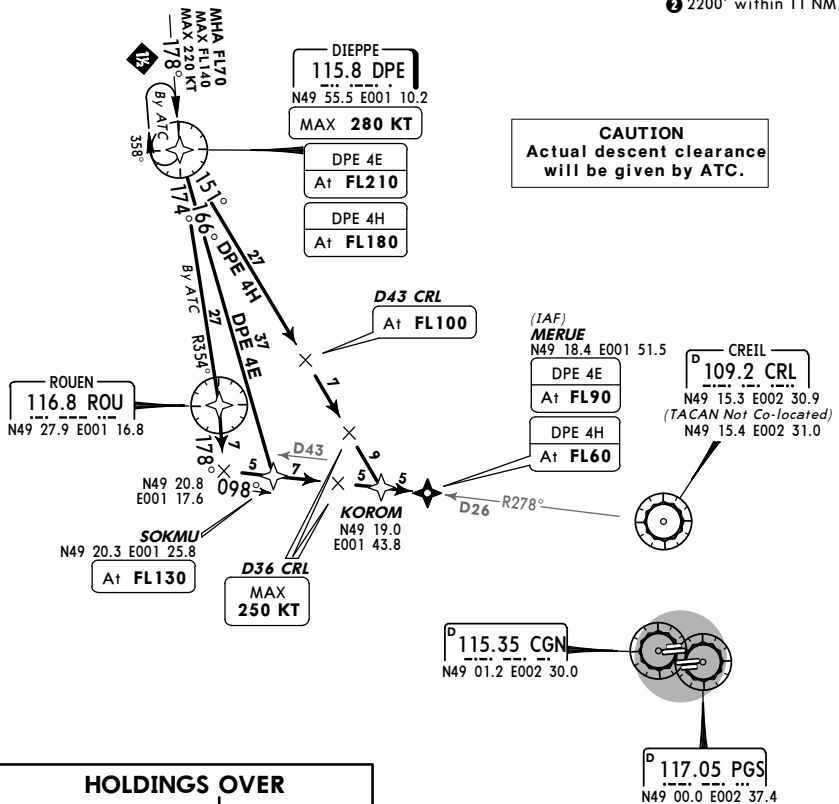 ❷ 2200' within 11 NM
MHA FL70
MAX FL140
MAX 220 KT
178°
1½
By ATC
358°
DIEPPE
115.8 DPE
N49 55.5 E001 10.2
MAX 280 KT
DPE 4E
At FL210
DPE 4H
At FL180
CAUTION
Actual descent clearance
will be given by ATC.
151°
174°
166°
DPE 4H
27
37
DPE 4E
By ATC
27
R354°
D43 CRL
At FL100
7
(IAF)
MERUE
N49 18.4 E001 51.5
DPE 4E
At FL90
DPE 4H
At FL60
D
CREIL
109.2 CRL
N49 15.3 E002 30.9
(TACAN Not Co-located)
N49 15.4 E002 31.0
ROUEN
116.8 ROU
N49 27.9 E001 16.8
7
178°
N49 20.8
E001 17.6
5
098°
D43
7
9
5
5
D26
R278°
KOROM
N49 19.0
E001 43.8
SOKMU
N49 20.3 E001 25.8
At FL130
D36 CRL
MAX
250 KT
D
115.35 CGN
N49 01.2 E002 30.0
D
117.05 PGS
N49 00.0 E002 37.4
HOLDINGS OVER